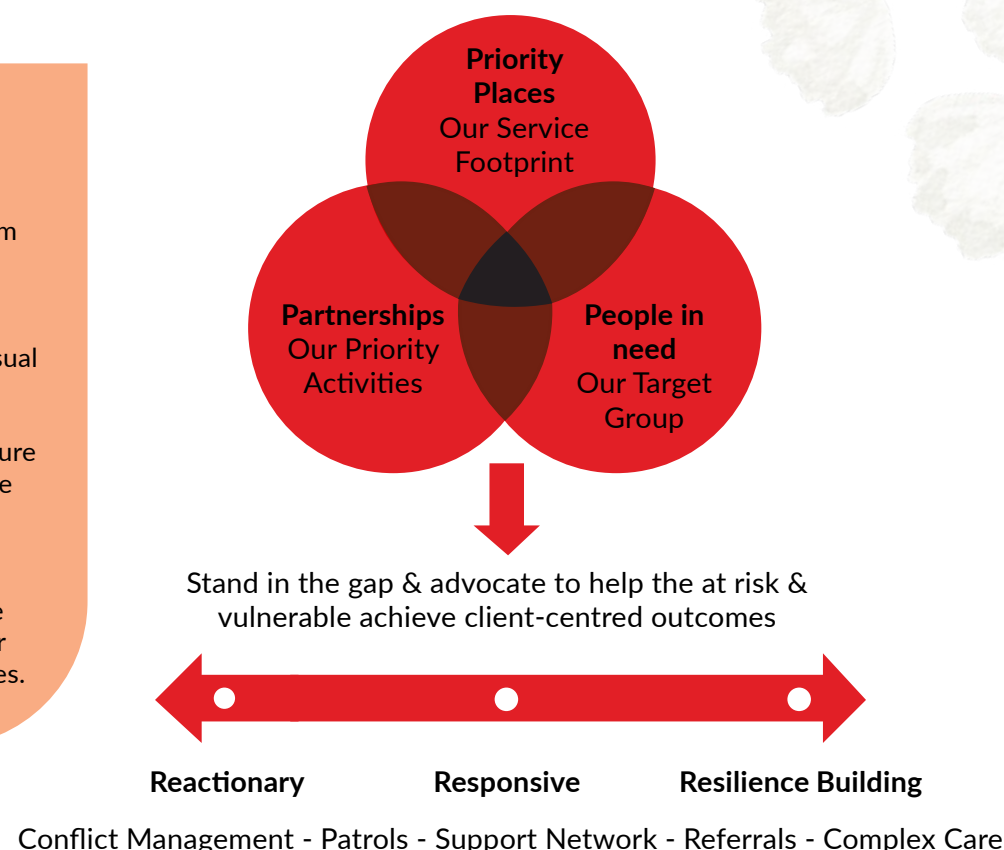 Priority
Places
Our Service
Footprint
Partnerships
Our Priority
Activities
People in
need
Our Target
Group
Stand in the gap & advocate to help the at risk &
vulnerable achieve client-centred outcomes
Reactionary
Responsive
Resilience Building
Conflict Management - Patrols - Support Network - Referrals - Complex Care